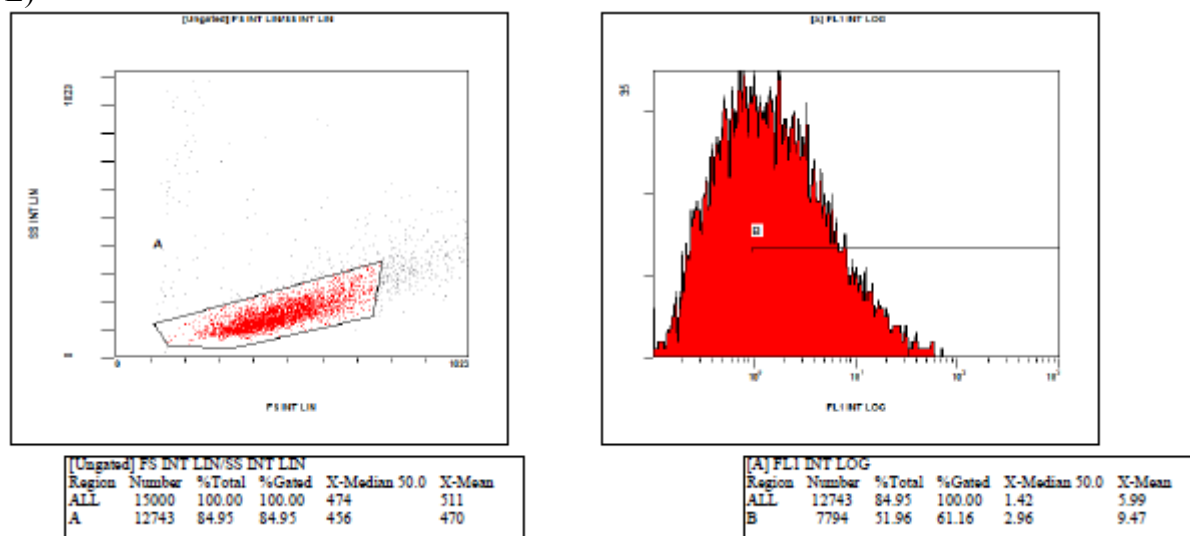 [Ungated] FS INT LIN/SS INT LIN
1023
SS INT LIN
A
0
0
1023
FS INT LIN
[A] FL1 INT LOG
35
B
10⁰
10¹
FL1 INT LOG
[Ungated] FS INT LIN/SS INT LIN
Region Number %Total %Gated X-Median 50.0 X-Mean
ALL 15000 100.00 100.00 474 511
A 12743 84.95 84.95 456 470
[A] FL1 INT LOG
Region Number %Total %Gated X-Median 50.0 X-Mean
ALL 12743 84.95 100.00 1.42 5.99
B 7794 51.96 61.16 2.96 9.47